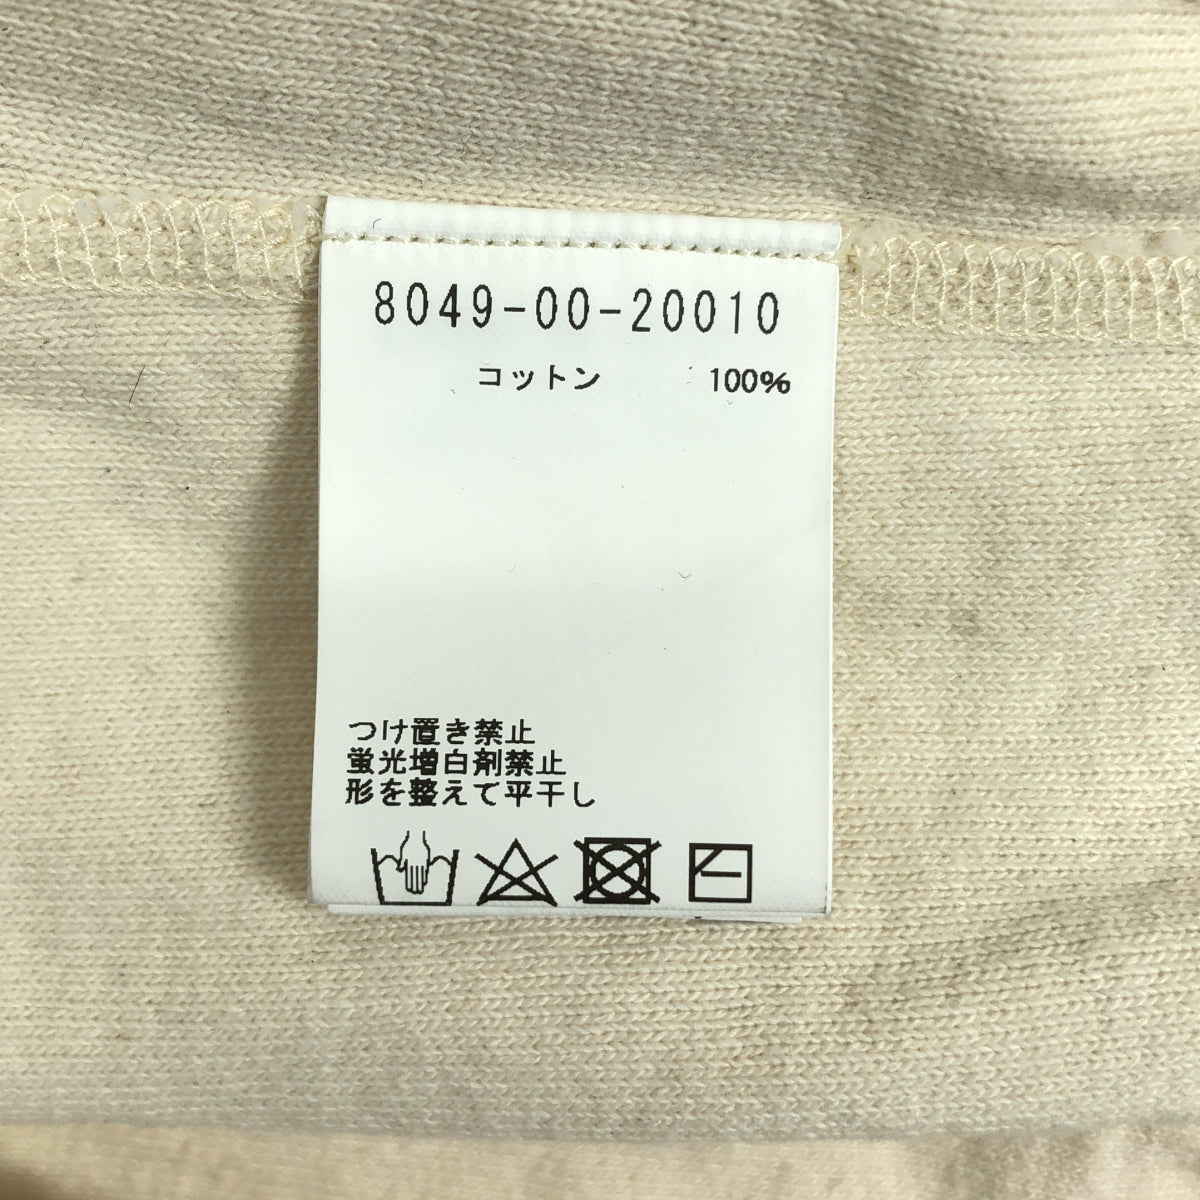 8049-00-20010
コットン 100%
つけ置き禁止
蛍光増白剤禁止
形を整えて平干し